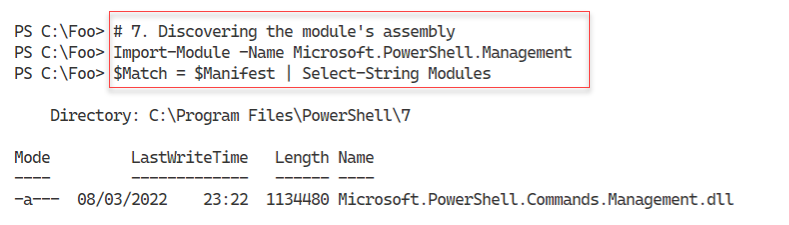 PS C:\Foo> # 7. Discovering the module's assembly
PS C:\Foo> Import-Module -Name Microsoft.PowerShell.Management
PS C:\Foo> $Match = $Manifest | Select-String Modules
Directory: C:\Program Files\PowerShell\7
Mode LastWriteTime Length Name
---- ------------- ------ ----
-a--- 08/03/2022 23:22 1134480 Microsoft.PowerShell.Commands.Management.dll